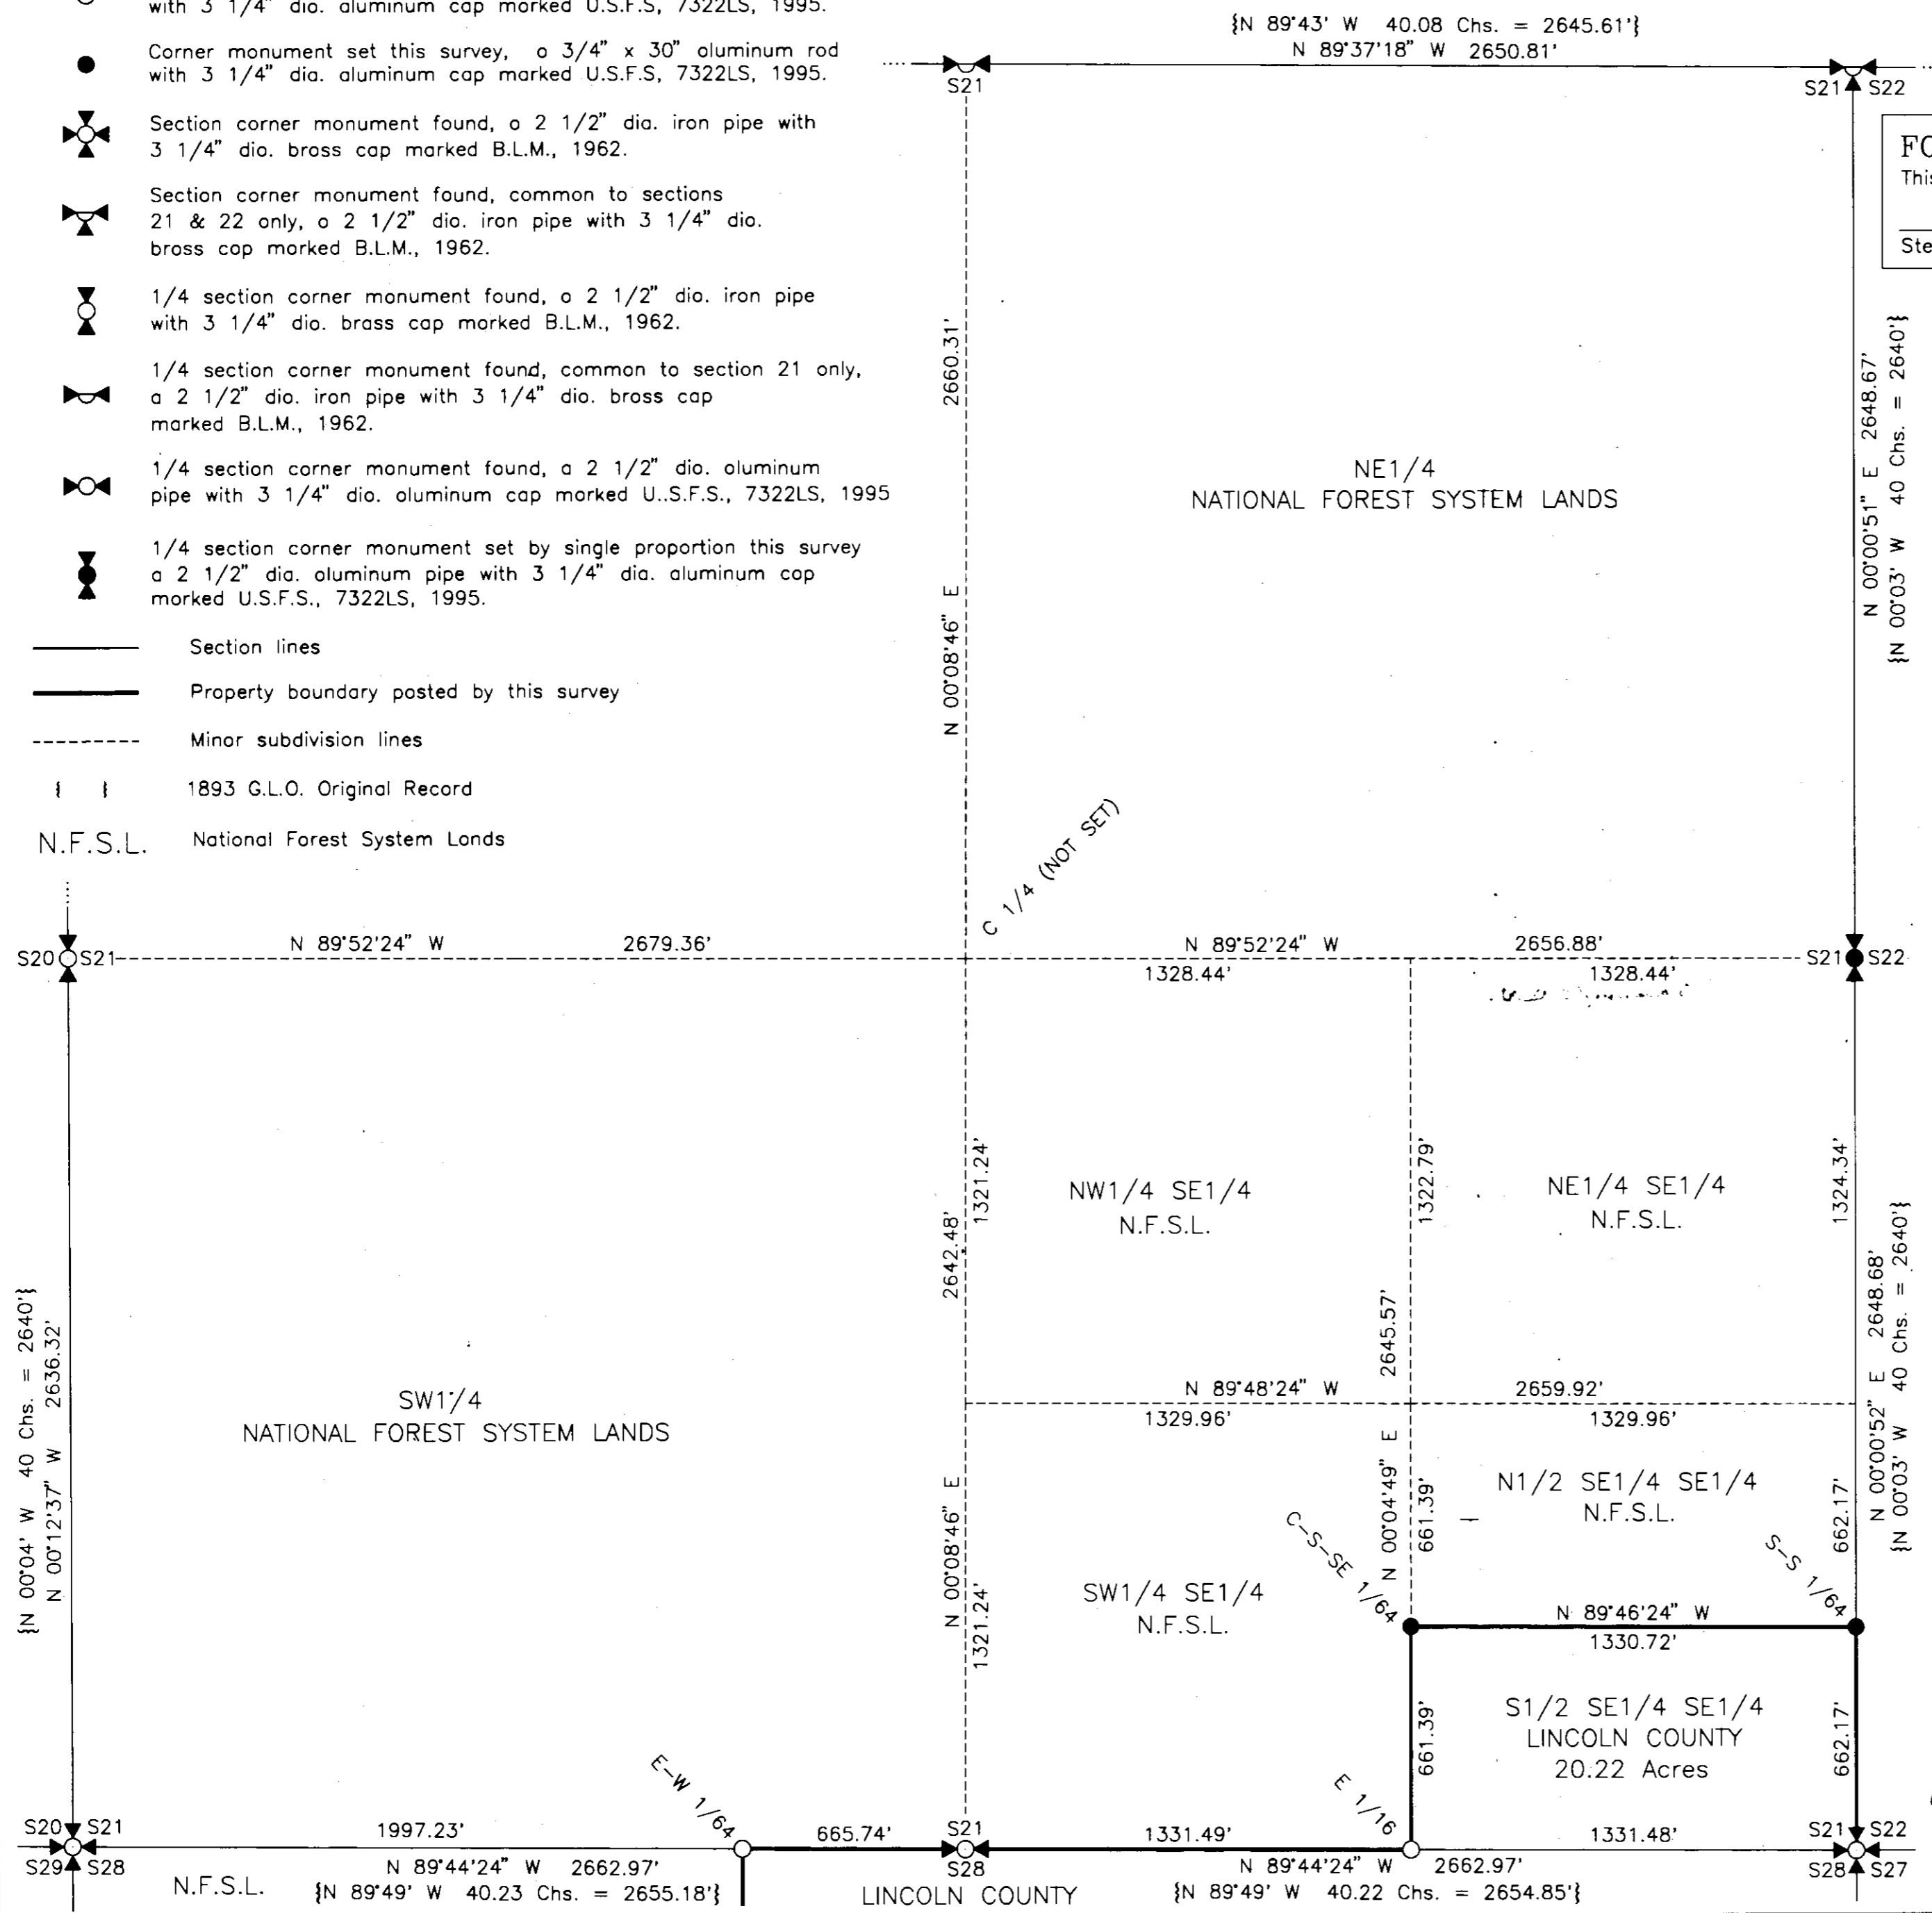 with 3 1/4" dia. aluminum cap marked U.S.F.S, 7322LS, 1995.
Corner monument set this survey, a 3/4" x 30" aluminum rod
with 3 1/4" dia. aluminum cap marked U.S.F.S, 7322LS, 1995.
Section corner monument found, a 2 1/2" dia. iron pipe with
3 1/4" dia. brass cap marked B.L.M., 1962.
Section corner monument found, common to sections
21 & 22 only, a 2 1/2" dia. iron pipe with 3 1/4" dia.
brass cap marked B.L.M., 1962.
1/4 section corner monument found, a 2 1/2" dia. iron pipe
with 3 1/4" dia. brass cap marked B.L.M., 1962.
1/4 section corner monument found, common to section 21 only,
a 2 1/2" dia. iron pipe with 3 1/4" dia. brass cap
marked B.L.M., 1962.
1/4 section corner monument found, a 2 1/2" dia. aluminum
pipe with 3 1/4" dia. aluminum cap marked U..S.F.S., 7322LS, 1995
1/4 section corner monument set by single proportion this survey
a 2 1/2" dia. aluminum pipe with 3 1/4" dia. aluminum cap
marked U.S.F.S., 7322LS, 1995.
Section lines
Property boundary posted by this survey
Minor subdivision lines
{ } 1893 G.L.O. Original Record
N.F.S.L. National Forest System Lands
{N 89°43' W 40.08 Chs. = 2645.61'}
N 89°37'18" W 2650.81'
S21
S21 S22
FO
This
Ste
2660.31'
N 00°08'46" E
NE1/4
NATIONAL FOREST SYSTEM LANDS
N 00°00'51" E 2648.67'
{N 00°03' W 40 Chs. = 2640'}
C 1/4 (NOT SET)
S20 S21
N 89°52'24" W 2679.36'
N 89°52'24" W 2656.88'
S21 S22
1328.44' 1328.44'
1321.24'
2642.48'
NW1/4 SE1/4
N.F.S.L.
1322.79'
2645.57'
NE1/4 SE1/4
N.F.S.L.
1324.34'
{N 00°04' W 40 Chs. = 2640'}
N 00°12'37" W 2636.32'
SW1/4
NATIONAL FOREST SYSTEM LANDS
N 00°00'52" E 2648.68'
{N 00°03' W 40 Chs. = 2640'}
N 89°48'24" W 2659.92'
1329.96' 1329.96'
N 00°08'46" E
1321.24'
SW1/4 SE1/4
N.F.S.L.
N 00°04'49" E
661.39'
N1/2 SE1/4 SE1/4
N.F.S.L.
662.17'
C-S-SE 1/64
S-S 1/64
N 89°46'24" W
1330.72'
661.39'
S1/2 SE1/4 SE1/4
LINCOLN COUNTY
20.22 Acres
662.17'
E-W 1/64
E 1/16
S20 S21
S29 S28
1997.23'
665.74'
S21
S28
1331.49'
1331.48'
S21 S22
S28 S27
N 89°44'24" W 2662.97'
N 89°44'24" W 2662.97'
N.F.S.L.
{N 89°49' W 40.23 Chs. = 2655.18'}
LINCOLN COUNTY
{N 89°49' W 40.22 Chs. = 2654.85'}